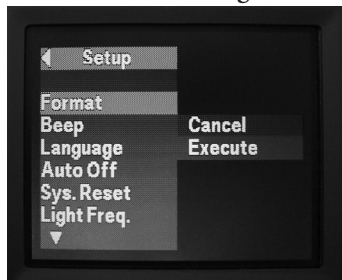 Setup
Format
Beep
Cancel
Language
Execute
Auto Off
Sys. Reset
Light Freq.